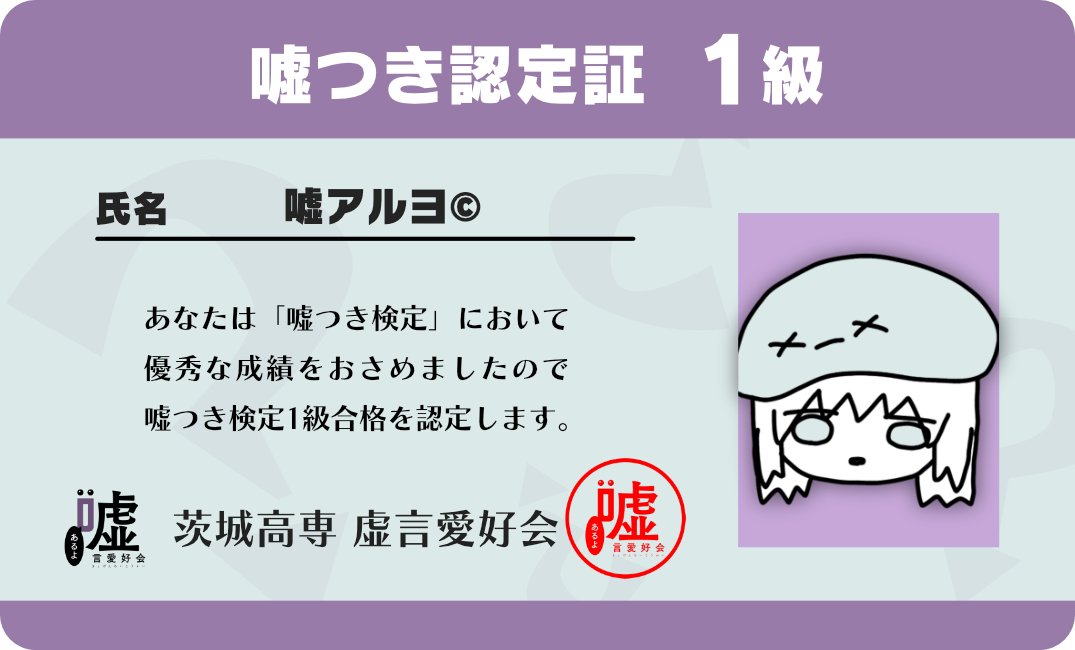 嘘つき認定証 1級
氏名 嘘アルヨ©
あなたは「嘘つき検定」において
優秀な成績をおさめましたので
嘘つき検定1級合格を認定します。
嘘
あるよ
言愛好会
茨城高専 虚言愛好会
嘘
あるよ
言愛好会